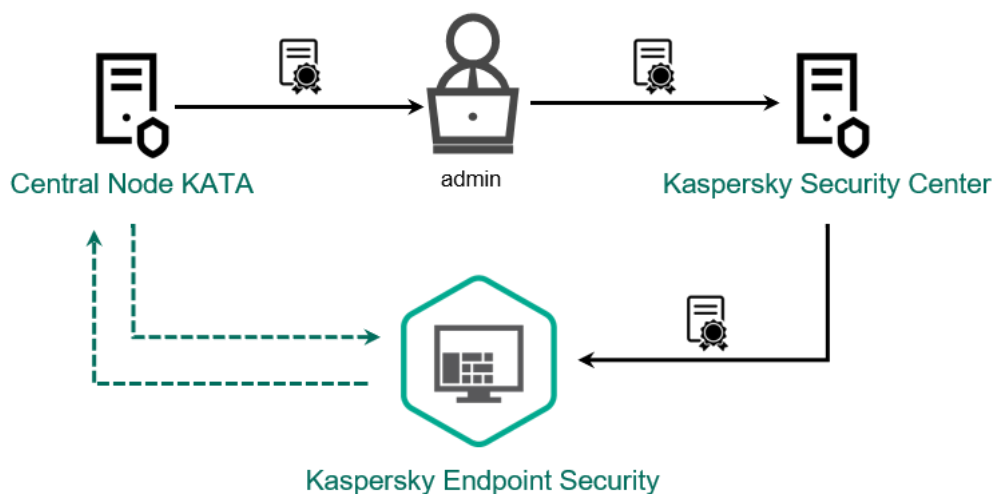 admin
Central Node KATA
Kaspersky Security Center
Kaspersky Endpoint Security